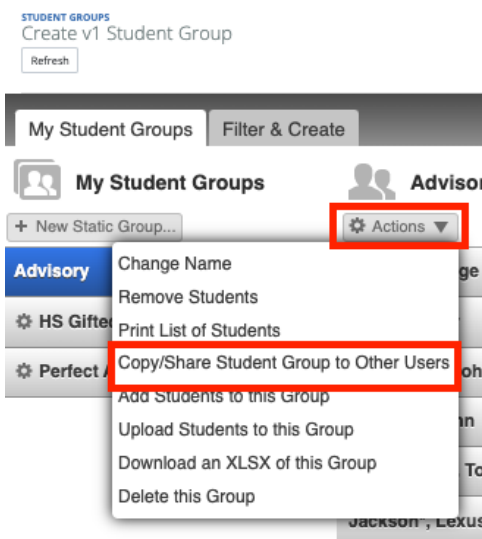 STUDENT GROUPS
Create v1 Student Group
Refresh
My Student Groups
Filter & Create
My Student Groups
+ New Static Group...
Actions
Advisory
HS
Perfect
Change Name
Remove Students
Print List of Students
Copy/Share Student Group to Other Users
Add Students to this Group
Upload Students to this Group
Download an XLSX of this Group
Delete this Group